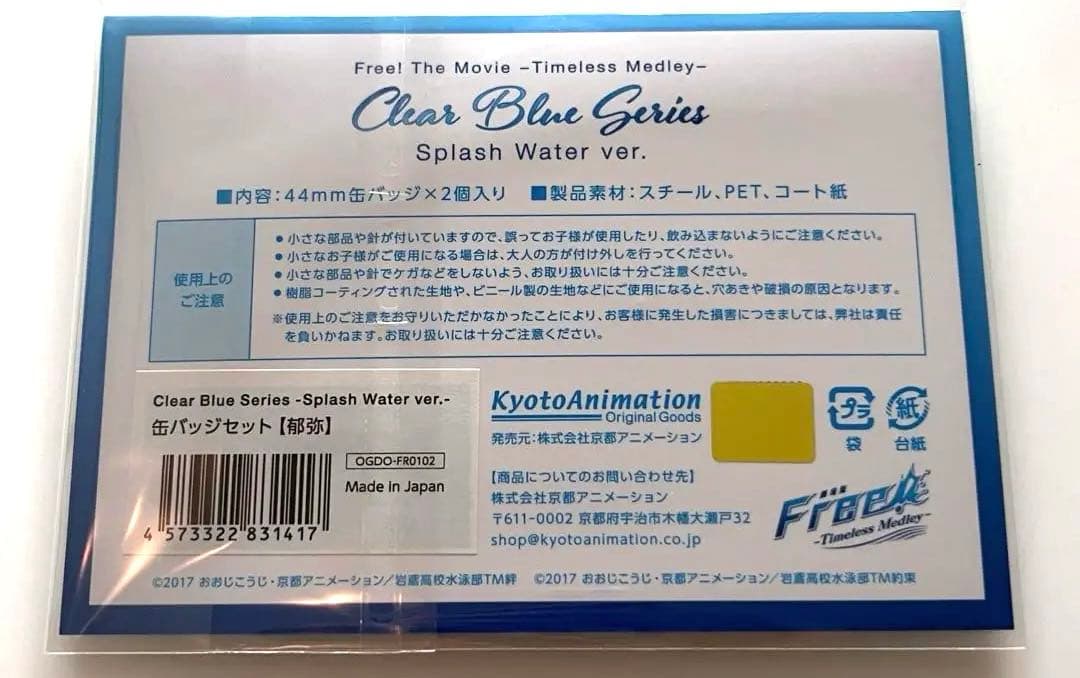 Free! The Movie –Timeless Medley–
Clear Blue Series
Splash Water ver.
■内容：44mm缶バッジ×2個入り ■製品素材：スチール、PET、コート紙
使用上の
ご注意
●小さな部品や針が付いていますので、誤ってお子様が使用したり、飲み込まないようにご注意ください。
●小さなお子様がご使用になる場合は、大人の方が付け外しを行ってください。
●小さな部品や針でケガなどをしないよう、お取り扱いには十分ご注意ください。
●樹脂コーティングされた生地や、ビニール製の生地などにご使用になると、穴あきや破損の原因となります。
※使用上のご注意をお守りいただかなかったことにより、お客様に発生した損害につきましては、弊社は責任
を負いかねます。お取り扱いには十分ご注意ください。
Clear Blue Series -Splash Water ver.-
缶バッジセット【郁弥】
OGDO-FR0102
Made in Japan
4 573322 831417
KyotoAnimation
Original Goods
発売元：株式会社京都アニメーション
プラ
袋
紙
台紙
【商品についてのお問い合わせ先】
株式会社京都アニメーション
〒611-0002 京都府宇治市木幡大瀬戸32
shop@kyotoanimation.co.jp
劇場版
Free!
-Timeless Medley-
©2017 おおじこうじ・京都アニメーション／岩鳶高校水泳部TM絆 ©2017 おおじこうじ・京都アニメーション／岩鳶高校水泳部TM約束